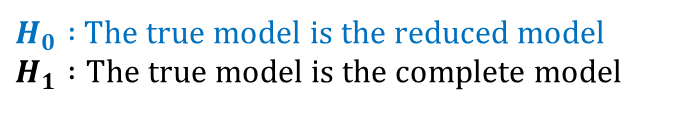 H₀ : The true model is the reduced model
H₁ : The true model is the complete model